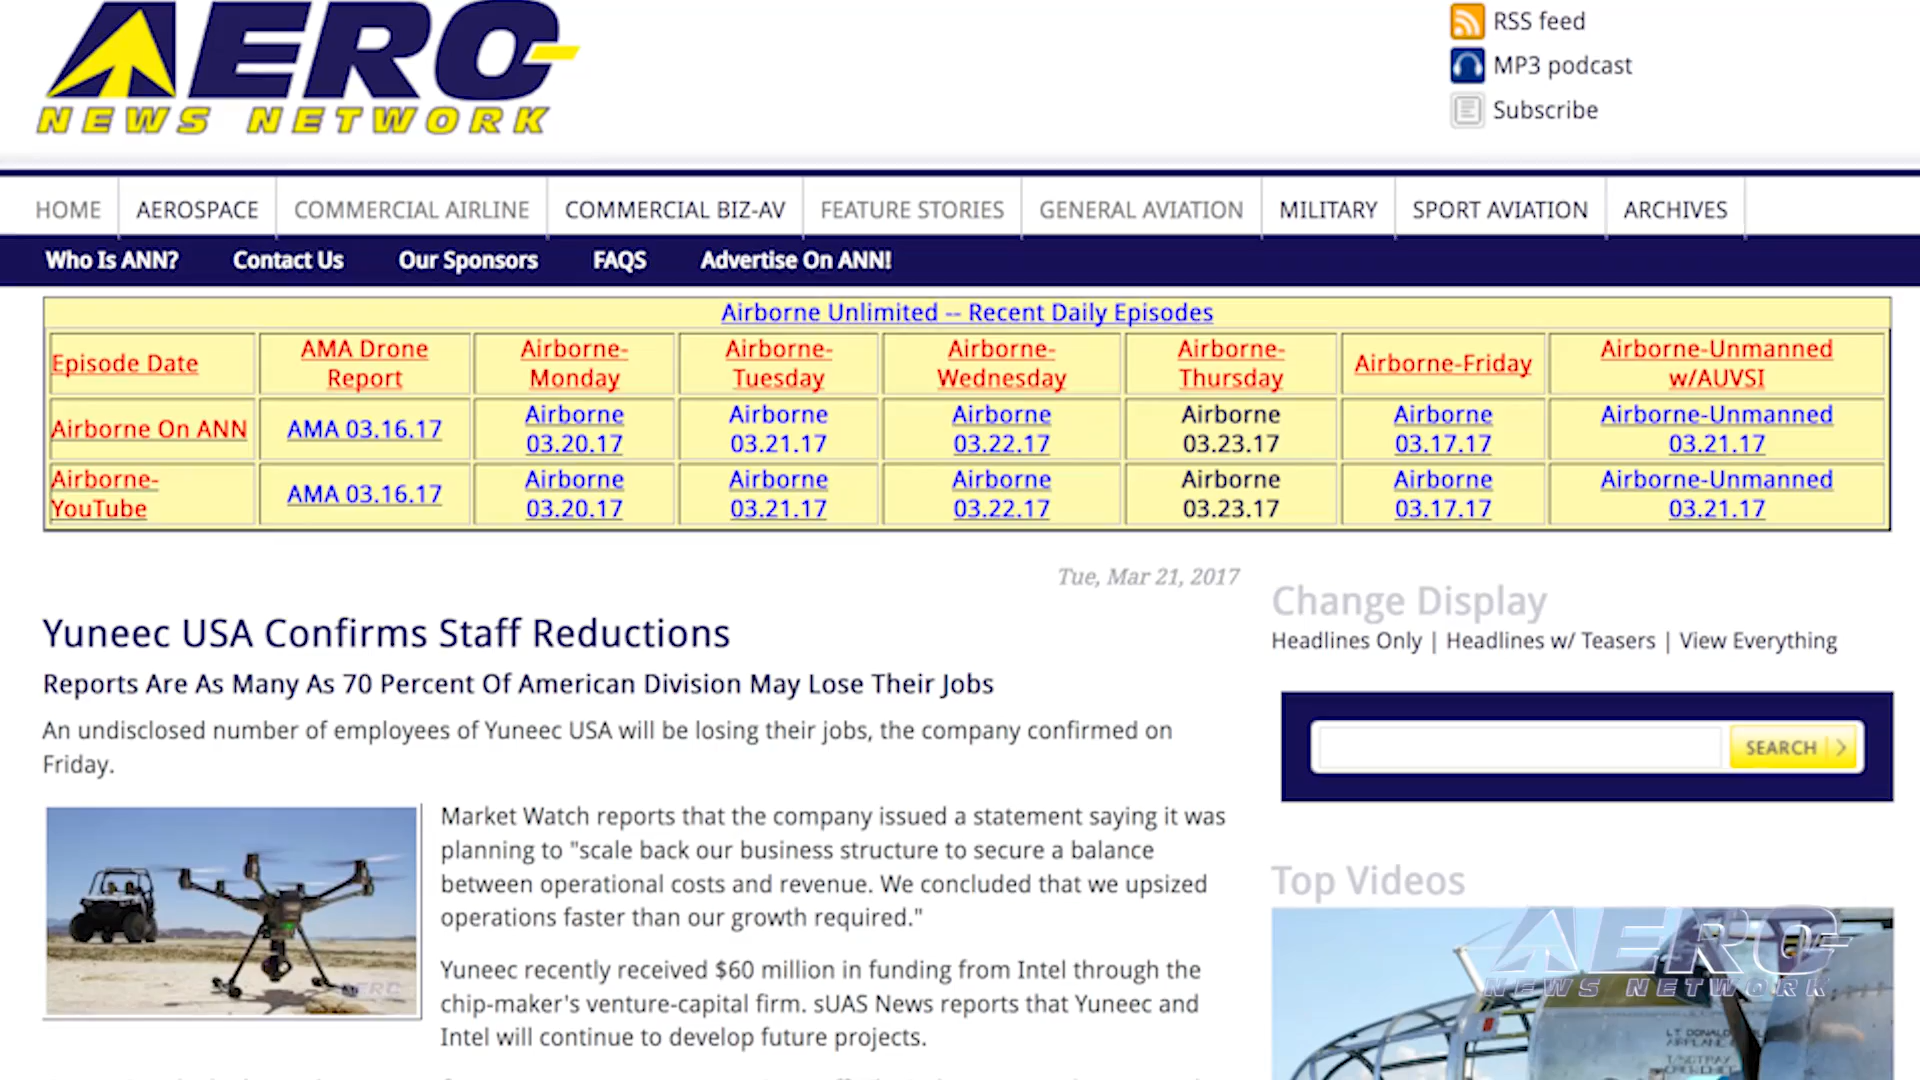 AERO
NEWS NETWORK
RSS feed
MP3 podcast
Subscribe
HOME AEROSPACE COMMERCIAL AIRLINE COMMERCIAL BIZ-AV FEATURE STORIES GENERAL AVIATION MILITARY SPORT AVIATION ARCHIVES
Who Is ANN? Contact Us Our Sponsors FAQS Advertise On ANN!
Airborne Unlimited -- Recent Daily Episodes
Episode Date
AMA Drone
Report
Airborne-
Monday
Airborne-
Tuesday
Airborne-
Wednesday
Airborne-
Thursday
Airborne-Friday
Airborne-Unmanned
w/AUVSI
Airborne On ANN
AMA 03.16.17
Airborne
03.20.17
Airborne
03.21.17
Airborne
03.22.17
Airborne
03.23.17
Airborne
03.17.17
Airborne-Unmanned
03.21.17
Airborne-
YouTube
AMA 03.16.17
Airborne
03.20.17
Airborne
03.21.17
Airborne
03.22.17
Airborne
03.23.17
Airborne
03.17.17
Airborne-Unmanned
03.21.17
Tue, Mar 21, 2017
Yuneec USA Confirms Staff Reductions
Reports Are As Many As 70 Percent Of American Division May Lose Their Jobs
An undisclosed number of employees of Yuneec USA will be losing their jobs, the company confirmed on
Friday.
Market Watch reports that the company issued a statement saying it was
planning to "scale back our business structure to secure a balance
between operational costs and revenue. We concluded that we upsized
operations faster than our growth required."
Yuneec recently received $60 million in funding from Intel through the
chip-maker's venture-capital firm. sUAS News reports that Yuneec and
Intel will continue to develop future projects.
Change Display
Headlines Only | Headlines w/ Teasers | View Everything
SEARCH
Top Videos
AERO
NEWS NETWORK
LT. DONALD
AIRPLANE